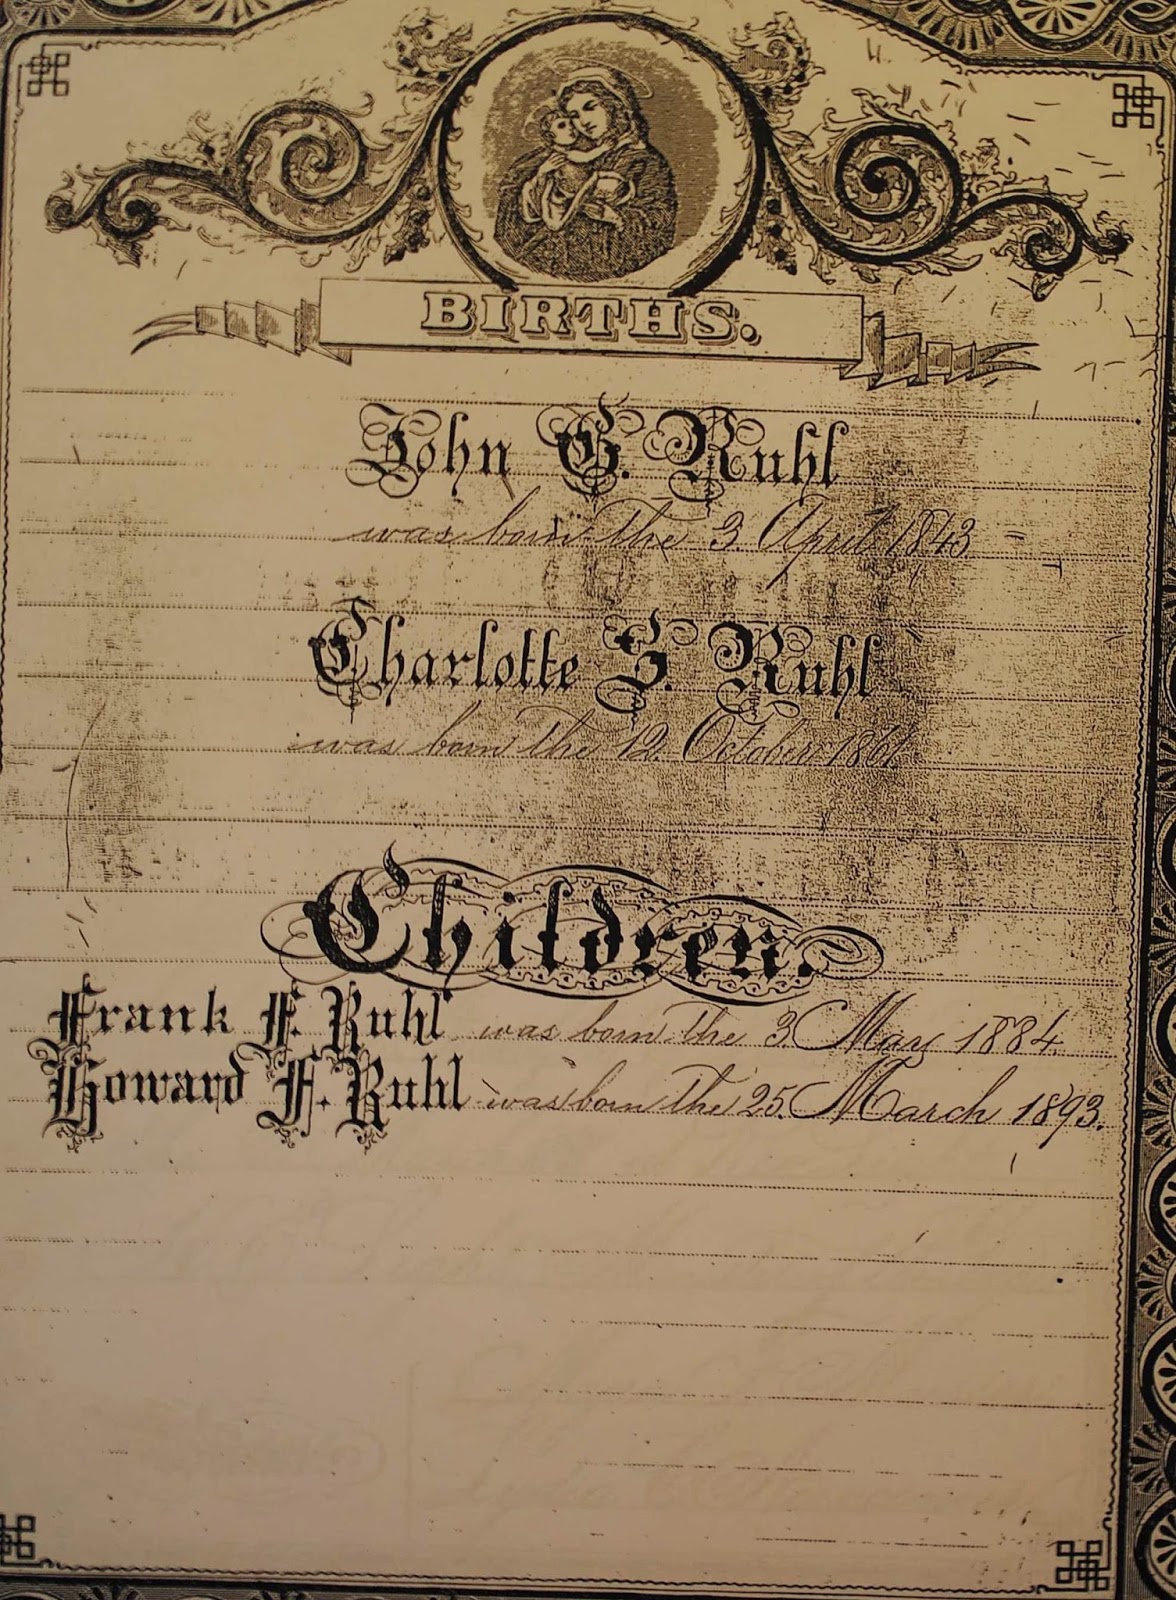 BIRTHS.
John G. Ruhl
was born the 3. April 1843
Charlotte S. Ruhl
was born the 12. October 1861
Children.
Frank F. Ruhl was born the 3. May 1884.
Howard F. Ruhl was born the 25. March 1893.